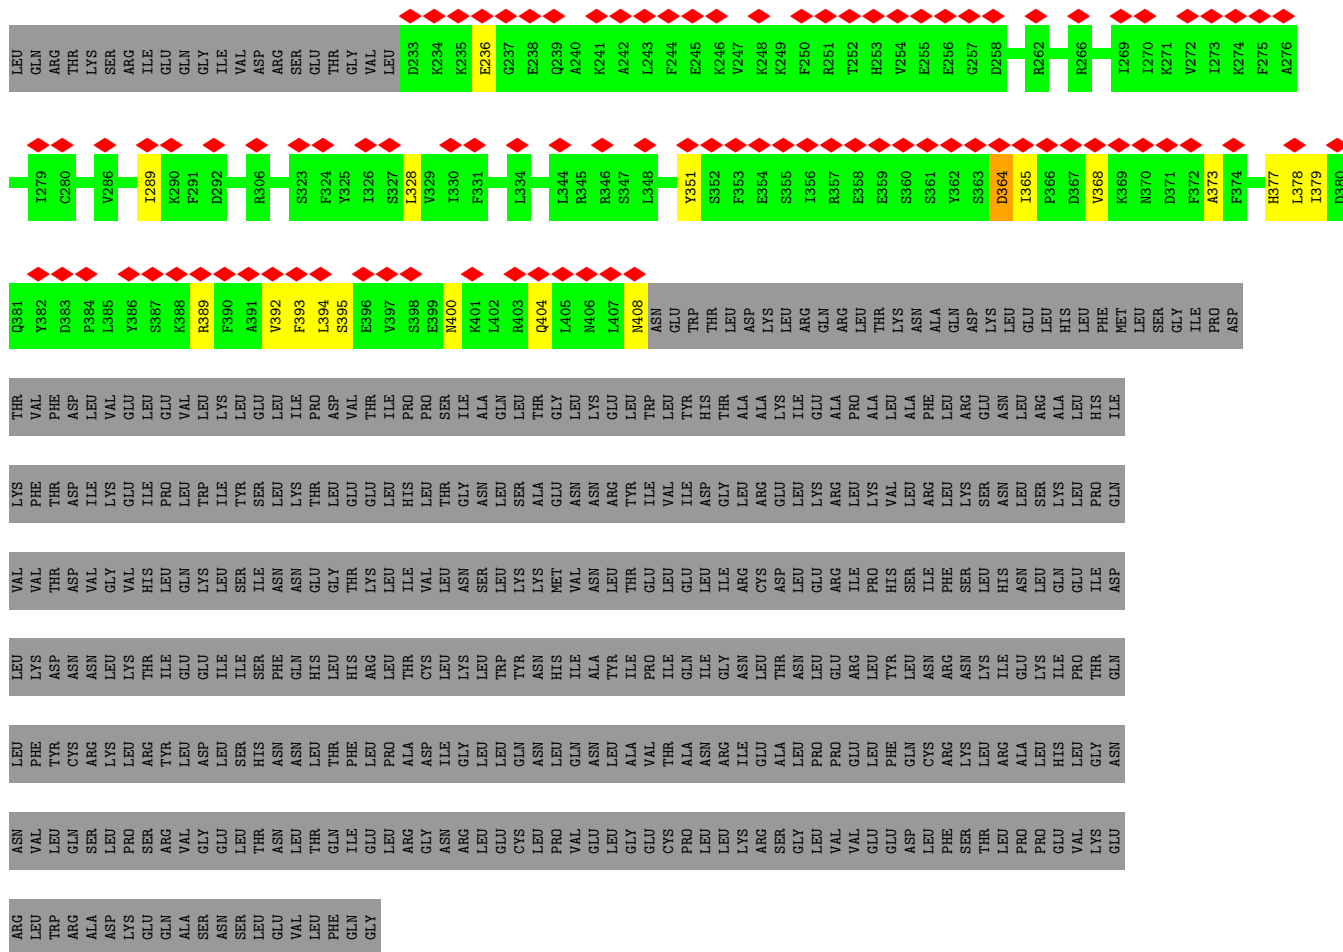 LEU GLN ARG THR LYS SER ARG ILE GLU GLN GLY ILE VAL ASP ARG SER GLU THR GLY VAL LEU D233 K234 K235 E236 G237 E238 Q239 A240 K241 A242 L243 F244 E245 K246 V247 K248 K249 F250 R251 T252 H253 V254 E255 E256 G257 D258 R262 R266 I269 I270 K271 V272 I273 K274 F275 A276
I279 C280 V286 I289 K290 F291 D292 R306 S323 F324 Y325 I326 S327 L328 V329 I330 F331 L334 L344 R345 R346 S347 L348 Y351 S352 F353 E354 S355 I356 R357 E358 E359 S360 S361 Y362 S363 D364 I365 P366 D367 V368 K369 N370 D371 F372 A373 F374 H377 L378 I379 D380
Q381 Y382 D383 P384 L385 Y386 S387 K388 R389 F390 A391 V392 F393 L394 S395 E396 V397 S398 E399 N400 K401 L402 R403 Q404 L405 N406 L407 N408 ASN GLU TRP THR LEU ASP LYS LEU ARG GLN ARG LEU THR LYS ASN ALA GLN ASP LYS LEU GLU LEU HIS LEU PHE MET LEU SER GLY ILE PRO ASP
THR VAL PHE ASP LEU VAL GLU LEU GLU VAL LEU LYS LEU GLU LEU ILE PRO ASP VAL THR ILE PRO PRO SER ILE ALA GLN LEU THR GLY LEU LYS GLU LEU TRP LEU TYR HIS THR ALA ALA LYS ILE GLU ALA PRO ALA LEU ALA PHE LEU ARG GLU ASN LEU ARG ALA LEU HIS ILE
LYS PHE THR ASP ILE LYS GLU ILE PRO LEU TRP ILE TYR SER LEU LYS THR LEU GLU GLU LEU HIS LEU THR GLY ASN LEU SER ALA GLU ASN ASN ARG TYR ILE VAL ILE ASP GLY LEU ARG GLU LEU LYS ARG LEU LYS VAL LEU ARG LEU LYS SER ASN LEU SER LYS LEU PRO GLN
VAL VAL THR ASP VAL GLY VAL HIS LEU GLN LYS LEU SER ILE ASN ASN GLU GLY THR LYS LEU ILE VAL LEU ASN SER LEU LYS LYS MET VAL ASN LEU THR GLU LEU GLU LEU ILE ARG CYS ASP LEU GLU ARG ILE PRO HIS SER ILE PHE SER LEU HIS ASN LEU GLN GLU ILE ASP
LEU LYS ASP ASN ASN LEU LYS THR ILE GLU GLU ILE ILE SER PHE GLN HIS LEU HIS ARG LEU THR CYS LEU LYS LEU TRP TYR ASN HIS ILE ALA TYR ILE PRO ILE GLN ILE GLY ASN LEU THR ASN LEU GLU ARG LEU TYR LEU ASN ARG ASN LYS ILE GLU LYS ILE PRO THR GLN
LEU PHE TYR CYS ARG LYS LEU ARG TYR LEU ASP LEU SER HIS ASN ASN LEU THR PHE LEU PRO ALA ASP ILE GLY LEU LEU GLN ASN LEU GLN ASN LEU ALA VAL THR ALA ASN ARG ILE GLU ALA LEU PRO PRO GLU LEU PHE GLN CYS ARG LYS LEU ARG ALA LEU HIS LEU GLY ASN
ASN VAL LEU GLN SER LEU PRO SER ARG VAL GLY GLU LEU THR ASN LEU THR GLN ILE GLU LEU ARG GLY ASN ARG LEU GLU CYS LEU PRO VAL GLU LEU GLY GLU CYS PRO LEU LEU LYS ARG SER GLY LEU VAL VAL GLU GLU ASP LEU PHE SER THR LEU PRO PRO GLU VAL LYS GLU
ARG LEU TRP ARG ALA ASP LYS GLU GLN ALA SER ASN SER LEU GLU VAL LEU PHE GLN GLY